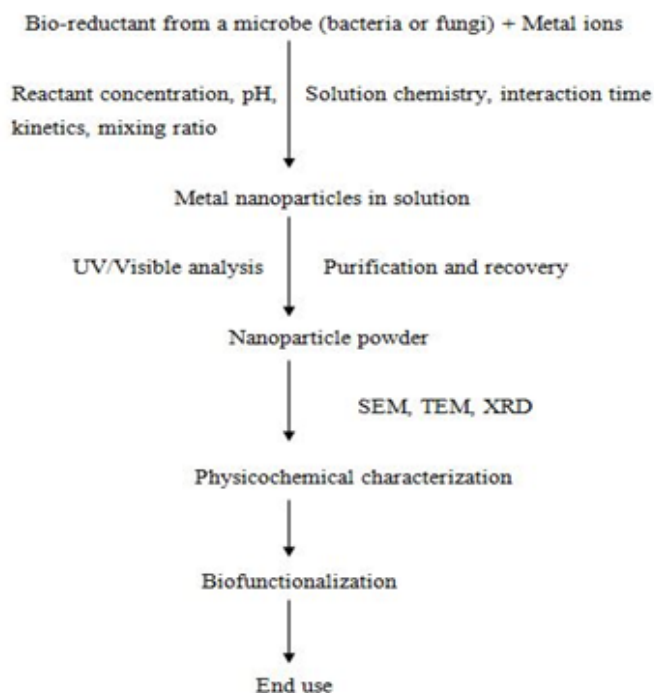 Bio-reductant from a microbe (bacteria or fungi) + Metal ions
Reactant concentration, pH,
kinetics, mixing ratio
Solution chemistry, interaction time
Metal nanoparticles in solution
UV/Visible analysis
Purification and recovery
Nanoparticle powder
SEM, TEM, XRD
Physicochemical characterization
Biofunctionalization
End use